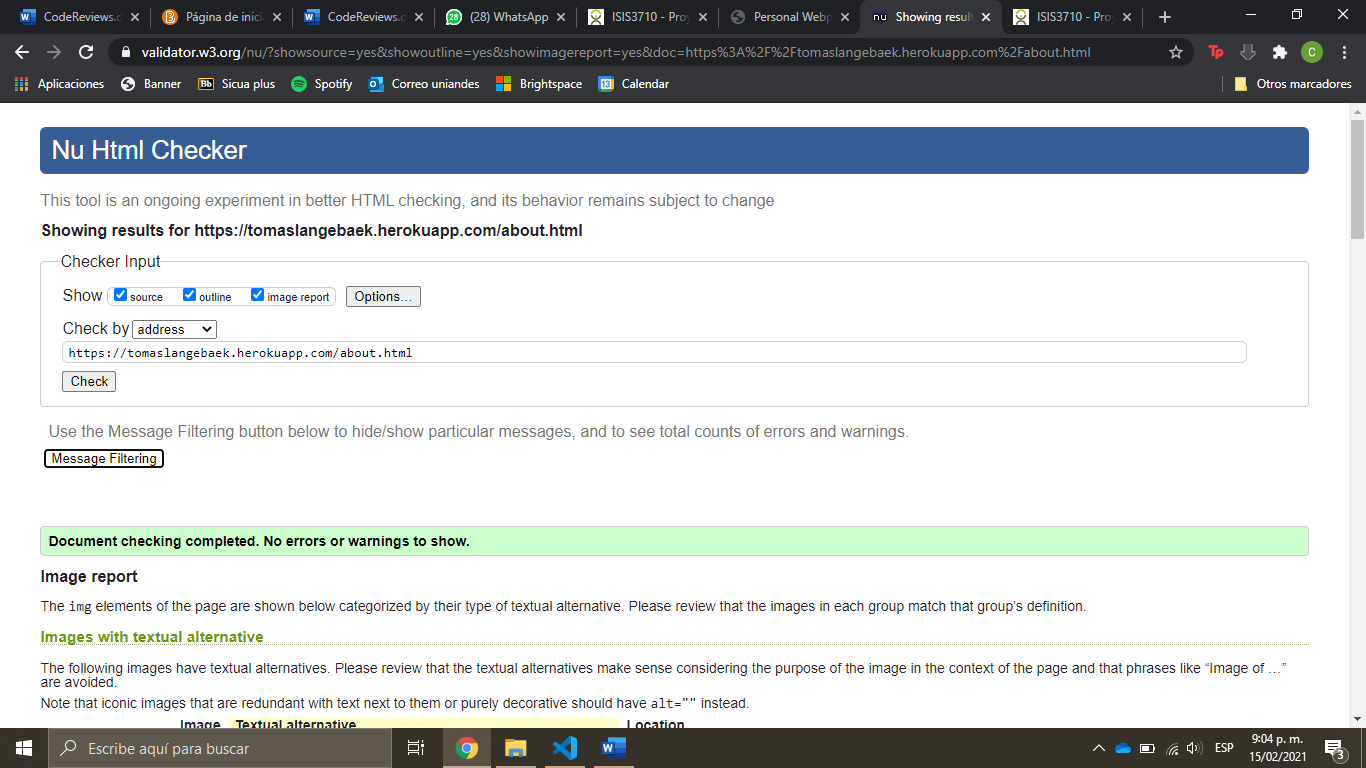 CodeReviews.d
Página de inici
CodeReviews.d
(28) WhatsApp
ISIS3710 - Pro
Personal Webp
Showing result
ISIS3710 - Pro
validator.w3.org/nu/?showsource=yes&showoutline=yes&showimagereport=yes&doc=https%3A%2F%2Ftomaslangebaek.herokuapp.com%2Fabout.html
Aplicaciones
Banner
Sicua plus
Spotify
Correo uniandes
Brightspace
Calendar
Otros marcadores
Nu Html Checker
This tool is an ongoing experiment in better HTML checking, and its behavior remains subject to change
Showing results for https://tomaslangebaek.herokuapp.com/about.html
Checker Input
Show source outline image report Options...
Check by address
https://tomaslangebaek.herokuapp.com/about.html
Check
Use the Message Filtering button below to hide/show particular messages, and to see total counts of errors and warnings.
Message Filtering
Document checking completed. No errors or warnings to show.
Image report
The img elements of the page are shown below categorized by their type of textual alternative. Please review that the images in each group match that group's definition.
Images with textual alternative
The following images have textual alternatives. Please review that the textual alternatives make sense considering the purpose of the image in the context of the page and that phrases like “Image of …”
are avoided.
Note that iconic images that are redundant with text next to them or purely decorative should have alt="" instead.
Image Textual alternative Location
Escribe aquí para buscar
ESP
9:04 p. m.
15/02/2021
3